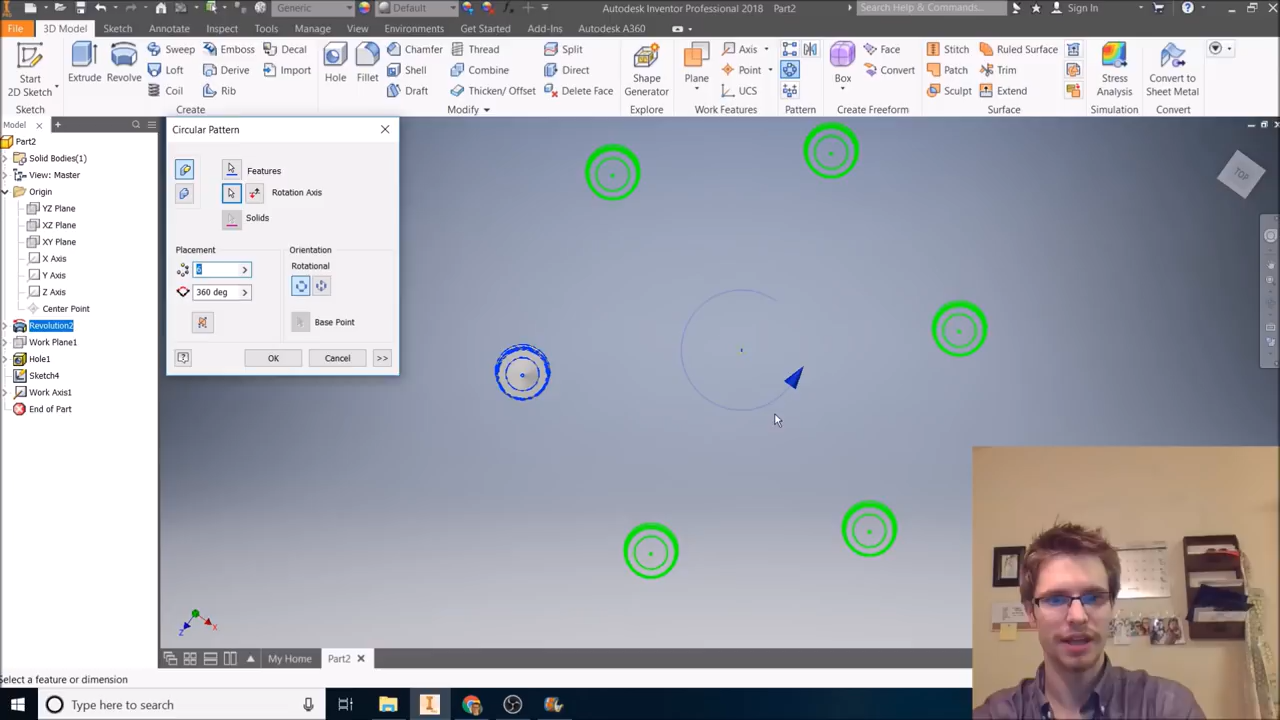 Generic
Default
Autodesk Inventor Professional 2018 Part2
Search Help & Commands...
Sign In
File
3D Model
Sketch
Annotate
Inspect
Tools
Manage
View
Environments
Get Started
Add-Ins
Autodesk A360
Start
2D Sketch
Sketch
Extrude
Revolve
Sweep
Loft
Coil
Emboss
Derive
Rib
Decal
Import
Create
Hole
Fillet
Chamfer
Shell
Draft
Thread
Combine
Thicken/ Offset
Split
Direct
Delete Face
Modify
Shape
Generator
Explore
Plane
Axis
Point
UCS
Work Features
Pattern
Box
Face
Convert
Create Freeform
Stitch
Patch
Sculpt
Ruled Surface
Trim
Extend
Surface
Stress
Analysis
Simulation
Convert to
Sheet Metal
Convert
Model
Part2
Solid Bodies(1)
View: Master
Origin
YZ Plane
XZ Plane
XY Plane
X Axis
Y Axis
Z Axis
Center Point
Revolution2
Work Plane1
Hole1
Sketch4
Work Axis1
End of Part
Circular Pattern
Features
Rotation Axis
Solids
Placement
6
360 deg
Orientation
Rotational
Base Point
OK
Cancel
>>
TOP
Z
X
My Home
Part2
Select a feature or dimension
Type here to search